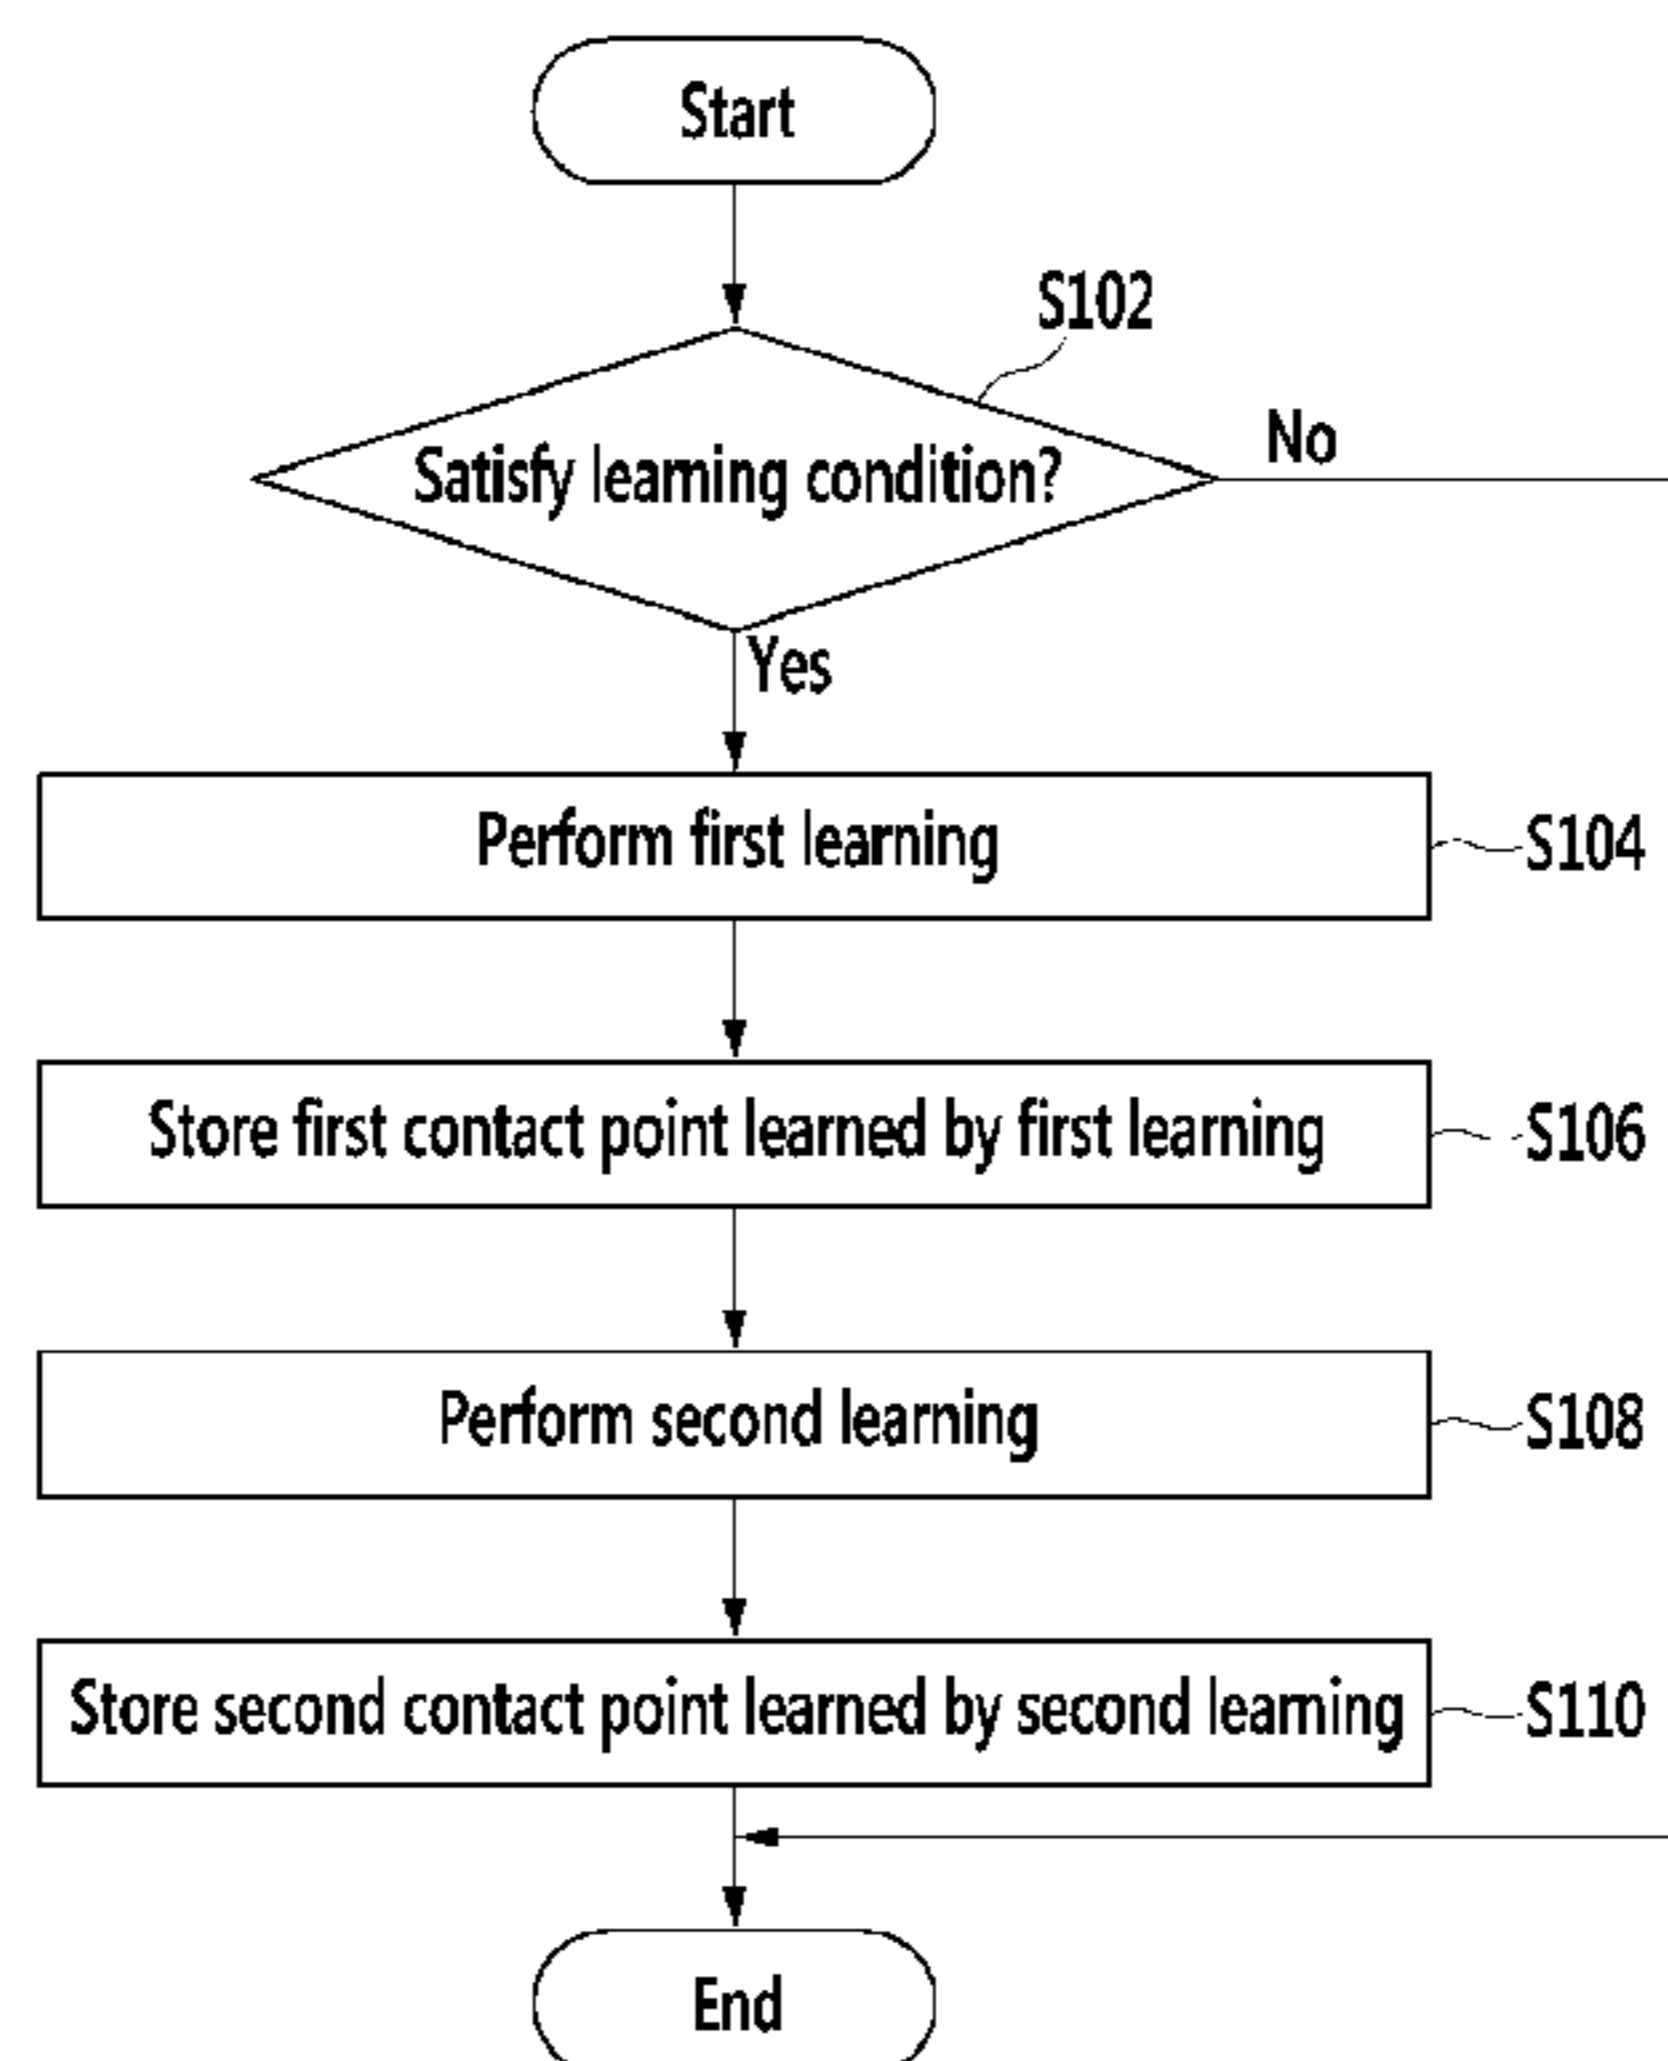 Start
S102
No
Satisfy learning condition?
Yes
Perform first learning
S104
Store first contact point learned by first learning
S106
Perform second learning
S108
Store second contact point learned by second learning
S110
End